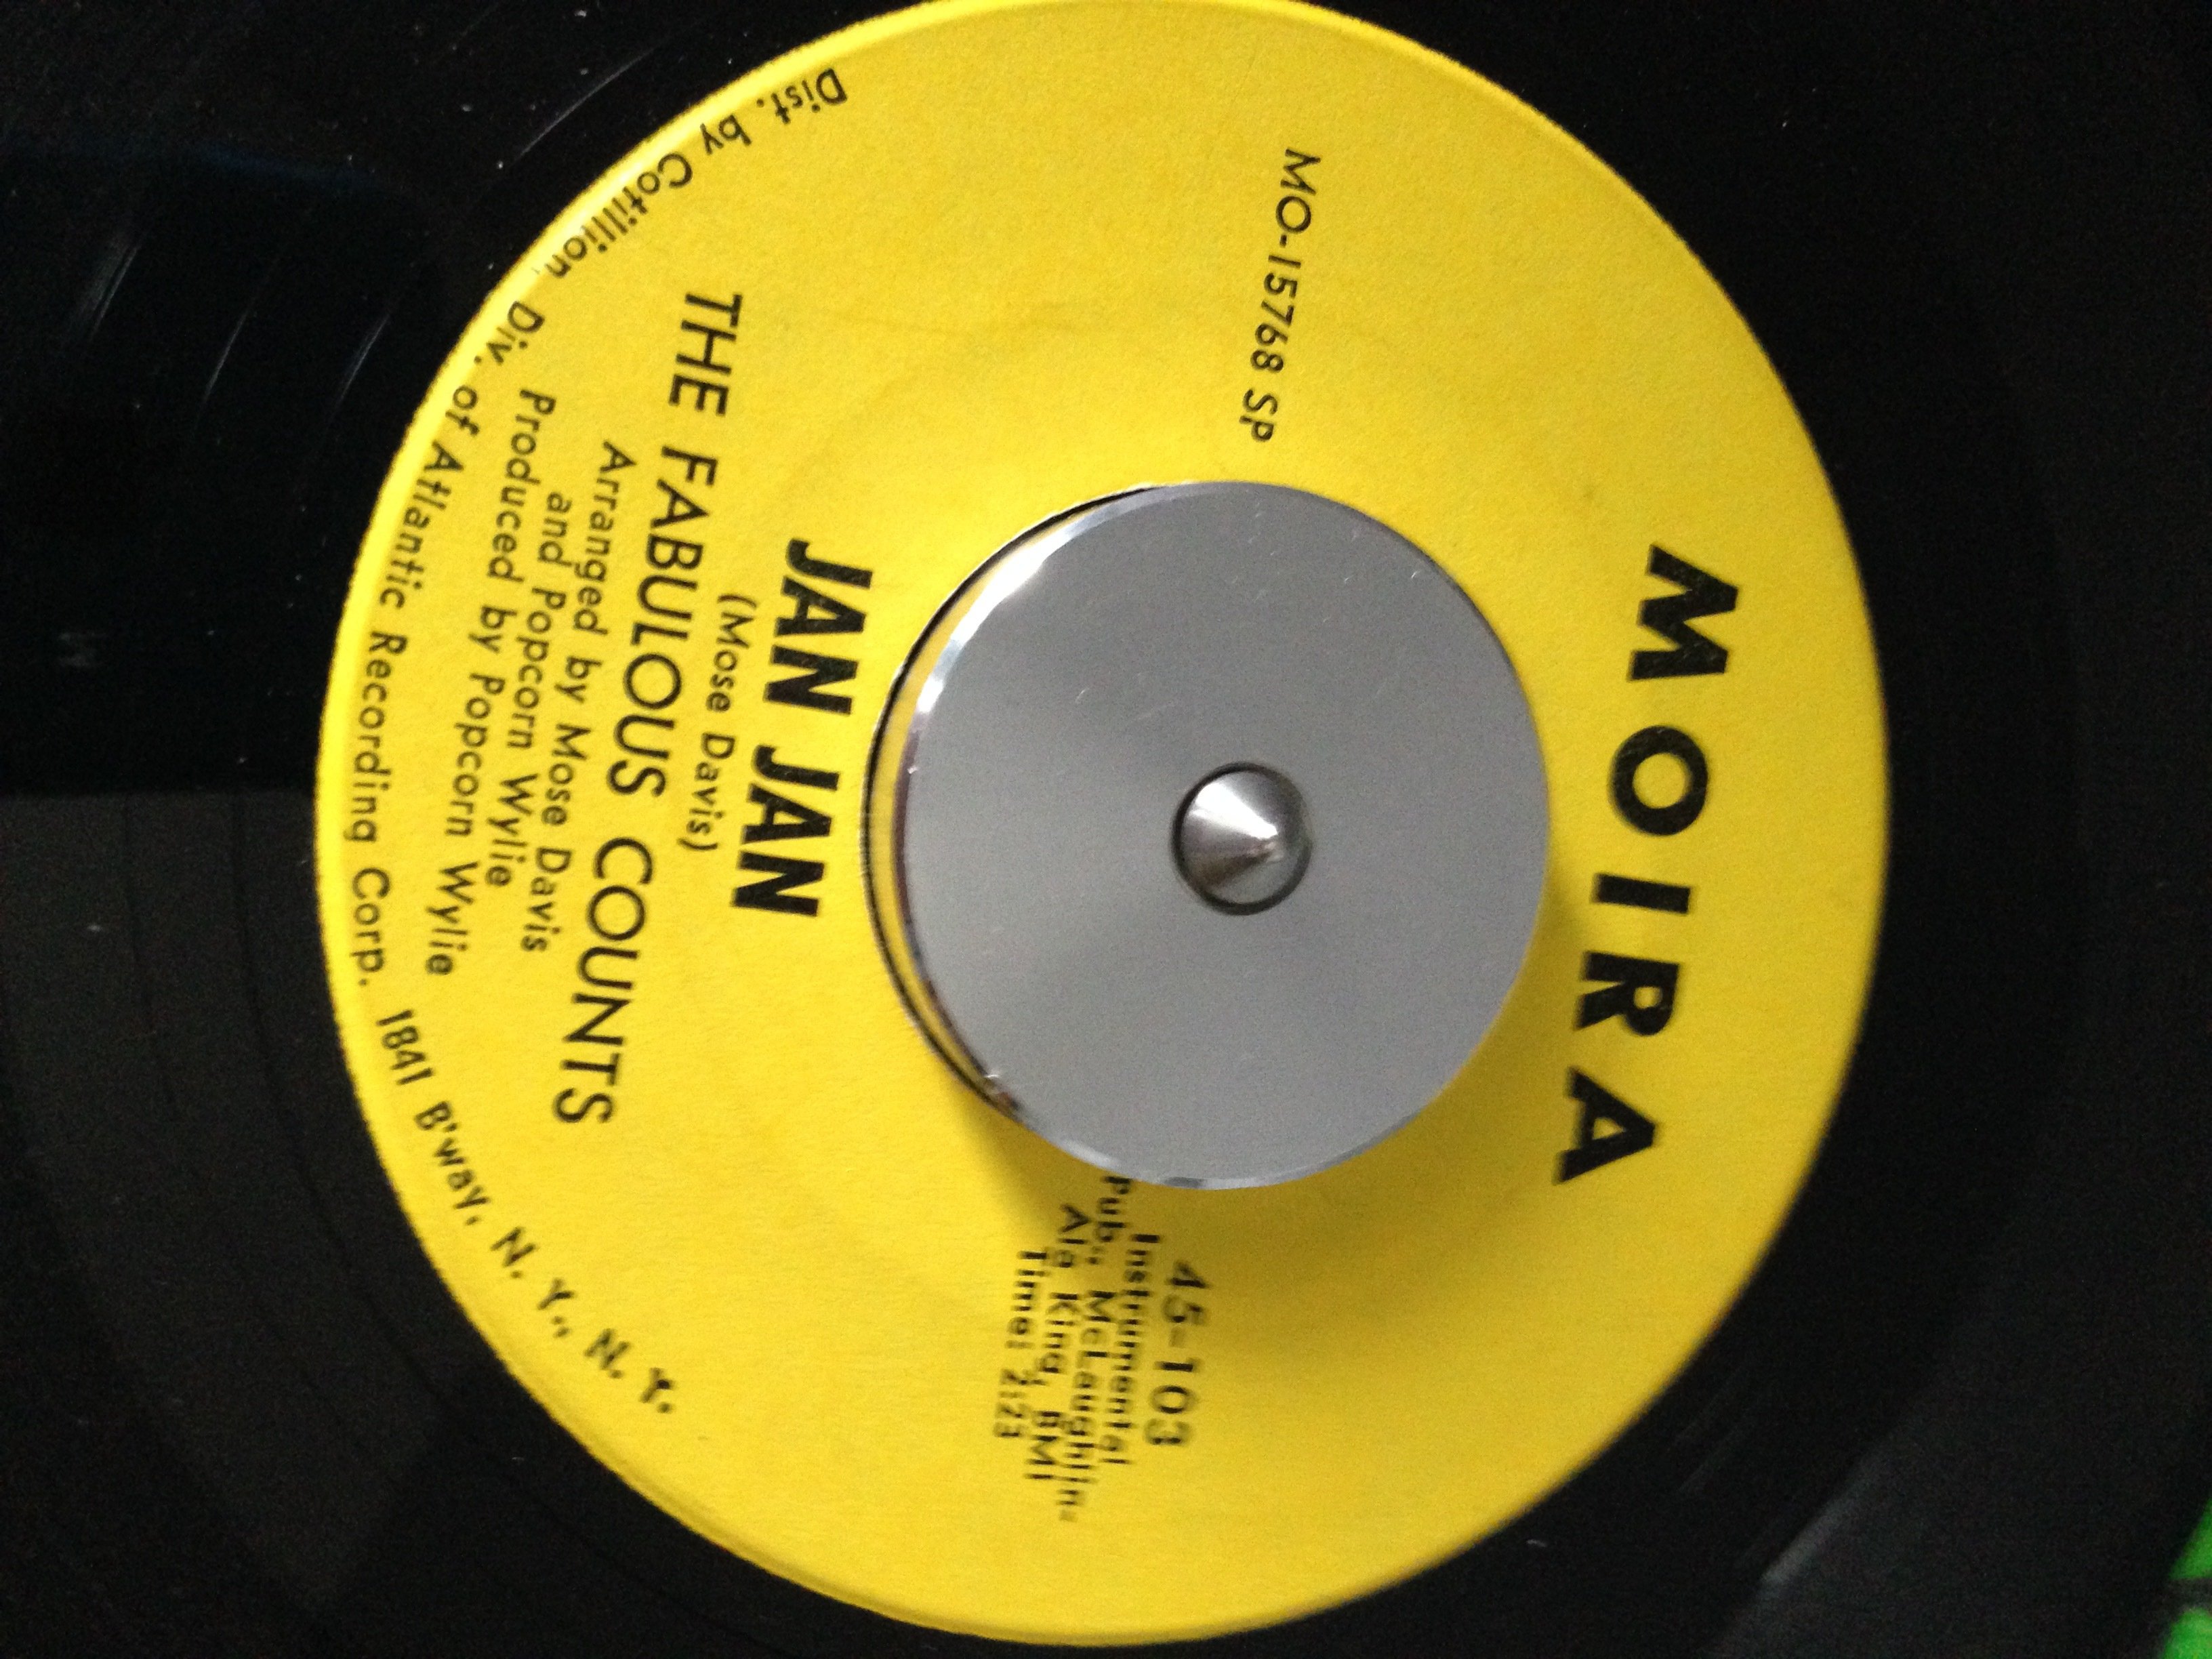 MOIRA
MO-15768 SP
45-103
Instrumental
Pub., McLaughlin-
Ala King, BMI
Time: 2:23
JAN JAN
(Mose Davis)
THE FABULOUS COUNTS
Arranged by Mose Davis
and Popcorn Wylie
Produced by Popcorn Wylie
Dist. by Cotillion, Div. of Atlantic Recording Corp. 1841 B'way, N. Y., N. Y.